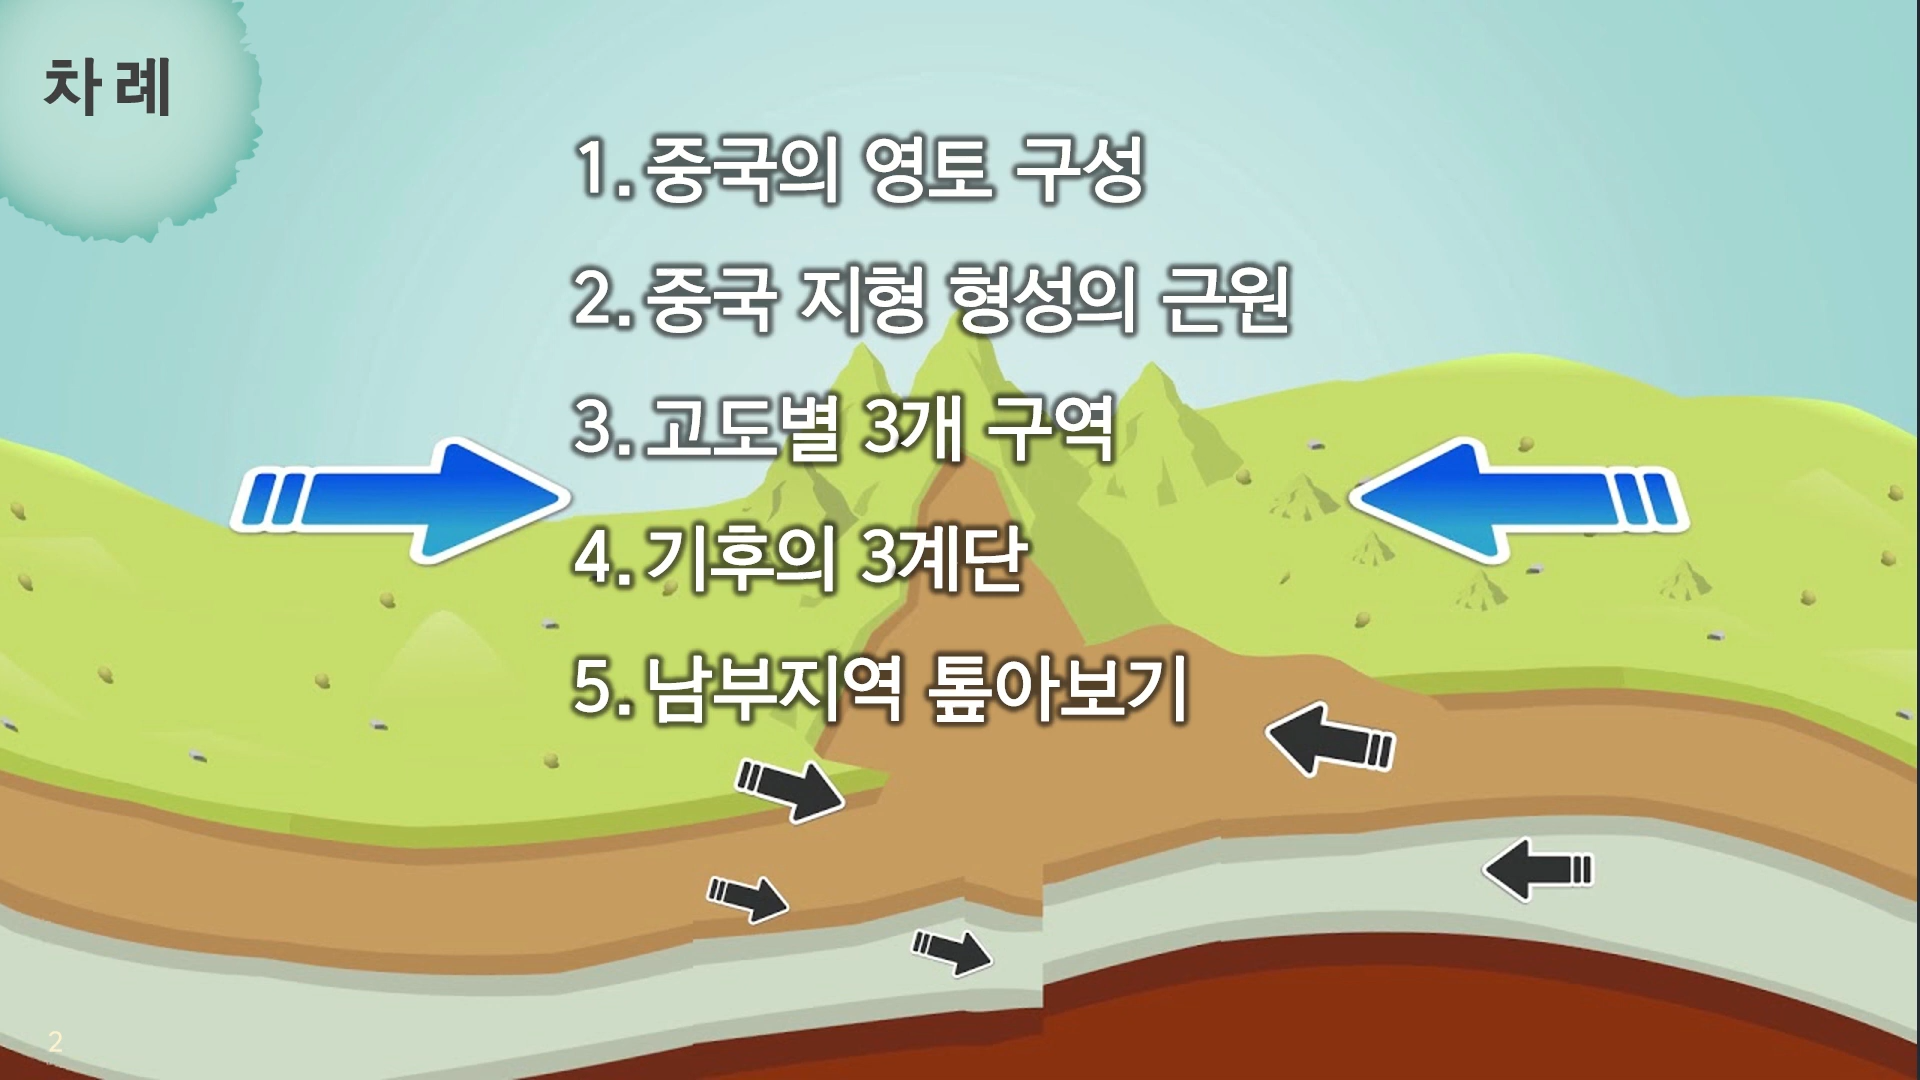 차 례
1. 중국의 영토 구성
2. 중국 지형 형성의 근원
3. 고도별 3개 구역
4. 기후의 3계단
5. 남부지역 톺아보기
2